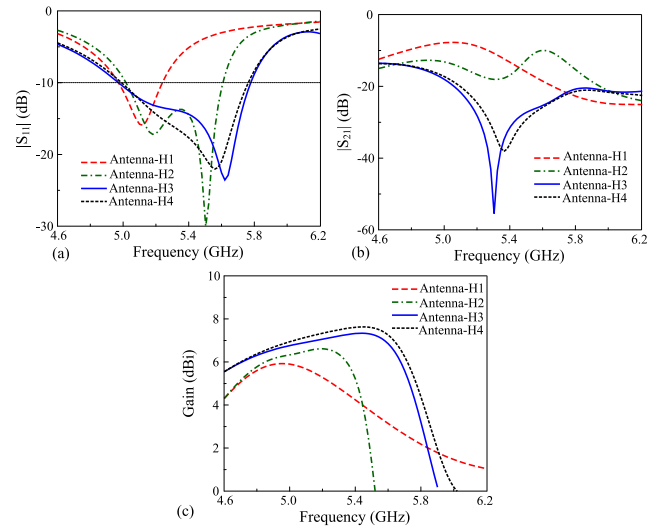 (a)
0
-10
-20
-30
|S11| (dB)
Antenna-H1
Antenna-H2
Antenna-H3
Antenna-H4
4.6
5.0
5.4
5.8
6.2
Frequency (GHz)
(b)
0
-20
-40
-60
|S21| (dB)
Antenna-H1
Antenna-H2
Antenna-H3
Antenna-H4
4.6
5.0
5.4
5.8
6.2
Frequency (GHz)
(c)
8
6
4
2
0
Gain (dBi)
Antenna-H1
Antenna-H2
Antenna-H3
Antenna-H4
4.6
5.0
5.4
5.8
6.2
Frequency (GHz)